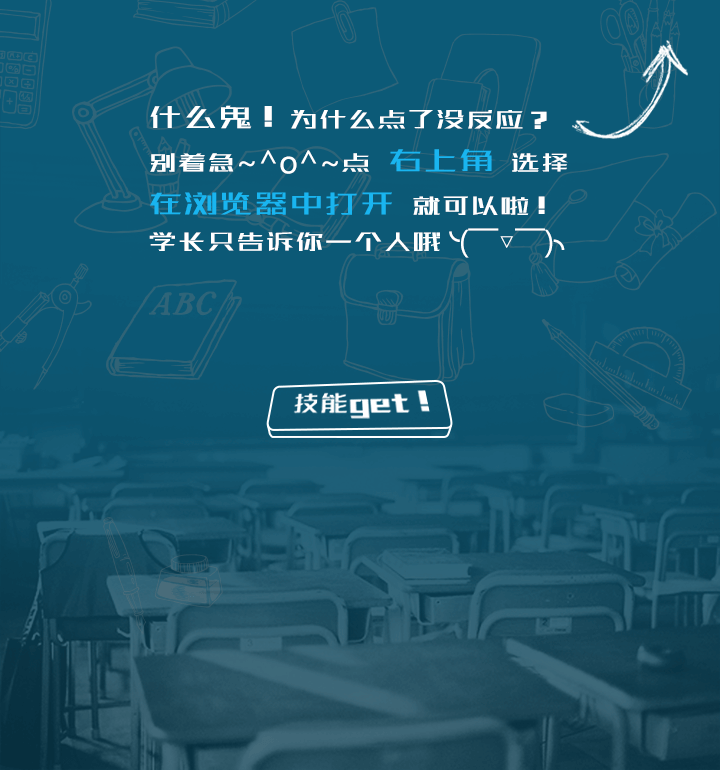 什么鬼！为什么点了没反应？
别着急~^o^~点 右上角 选择
在浏览器中打开 就可以啦！
学长只告诉你一个人哦╰(￣▽￣)╮
ABC
技能get！